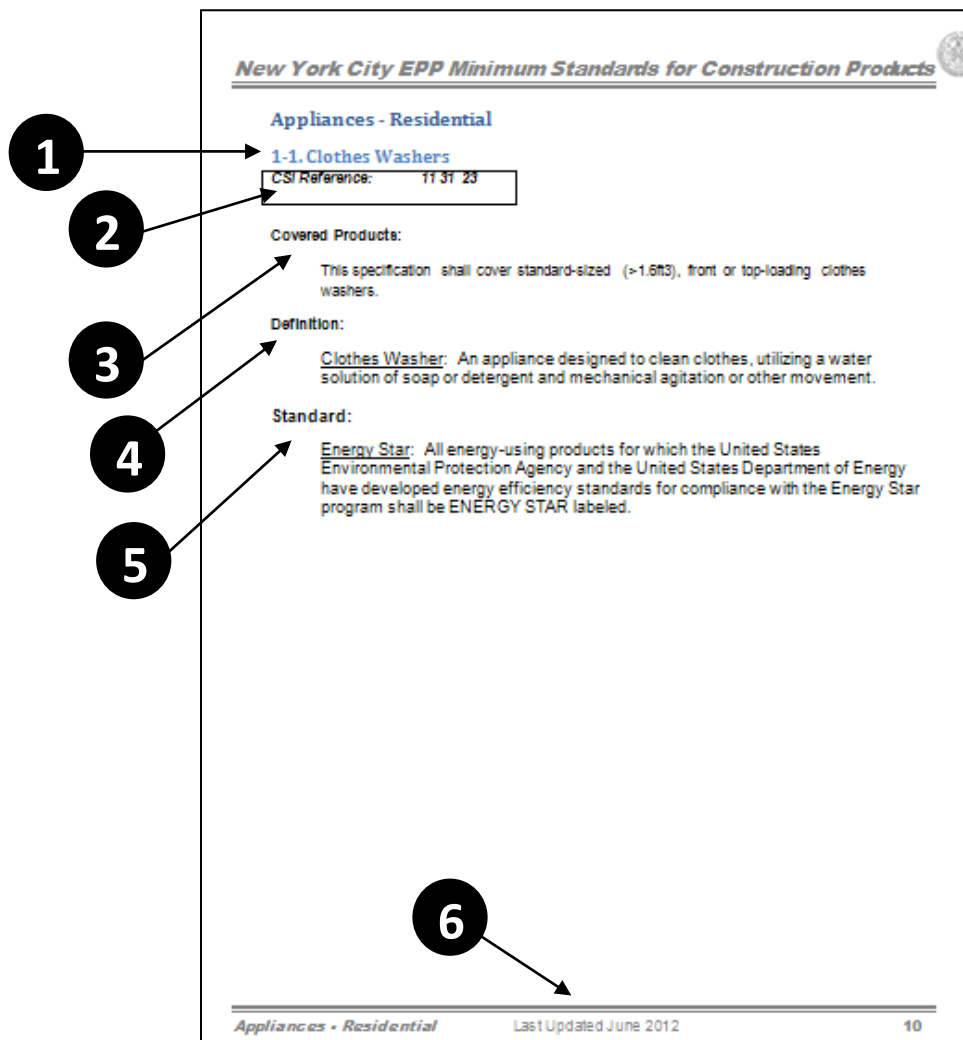 New York City EPP Minimum Standards for Construction Products
Appliances - Residential
1
1-1. Clothes Washers
CSI Reference: 11 31 23
2
Covered Products:
This specification shall cover standard-sized (>1.6ft3), front or top-loading clothes
washers.
3
Definition:
Clothes Washer: An appliance designed to clean clothes, utilizing a water
solution of soap or detergent and mechanical agitation or other movement.
4
Standard:
Energy Star: All energy-using products for which the United States
Environmental Protection Agency and the United States Department of Energy
have developed energy efficiency standards for compliance with the Energy Star
program shall be ENERGY STAR labeled.
5
6
Appliances - Residential Last Updated June 2012 10